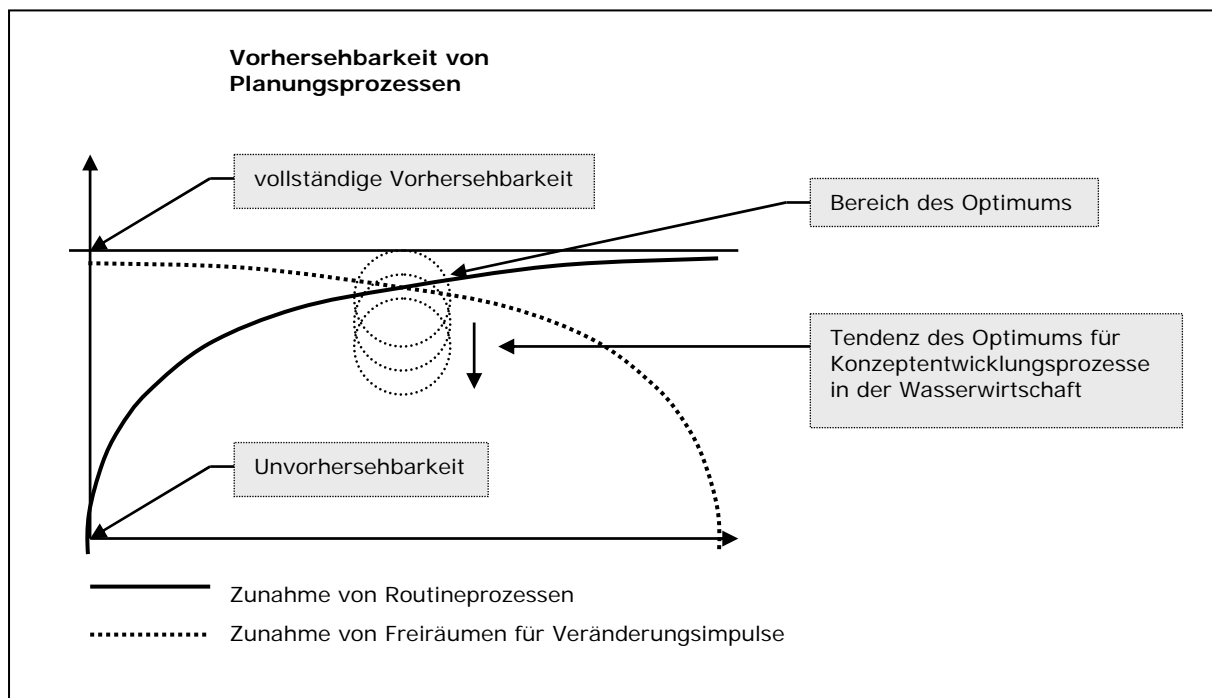 Vorhersehbarkeit von
Planungsprozessen
vollständige Vorhersehbarkeit
Bereich des Optimums
Tendenz des Optimums für
Konzeptentwicklungsprozesse
in der Wasserwirtschaft
Unvorhersehbarkeit
Zunahme von Routineprozessen
Zunahme von Freiräumen für Veränderungsimpulse